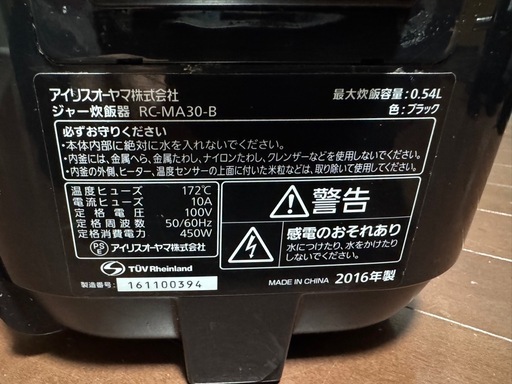 アイリスオーヤマ株式会社
ジャー炊飯器 RC-MA30-B
最大炊飯容量:0.54L
色:ブラック
必ずお守りください
・本体内部に絶対に水を入れないでください。
・内釜には、金属へら、金属たわし、ナイロンたわし、クレンザーなどを使用しないでください。
・内釜の外側、ヒーター、温度センサーの上面に付いた米粒などは、取り除いて使用してください。
温度ヒューズ 172℃
電流ヒューズ 10A
定格電圧 100V
定格周波数 50/60Hz
定格消費電力 450W
PSE アイリスオーヤマ株式会社
TÜV Rheinland
製造番号: 161100394
警告
感電のおそれあり
水につけたり、水をかけたり
しないでください。
MADE IN CHINA 2016年製